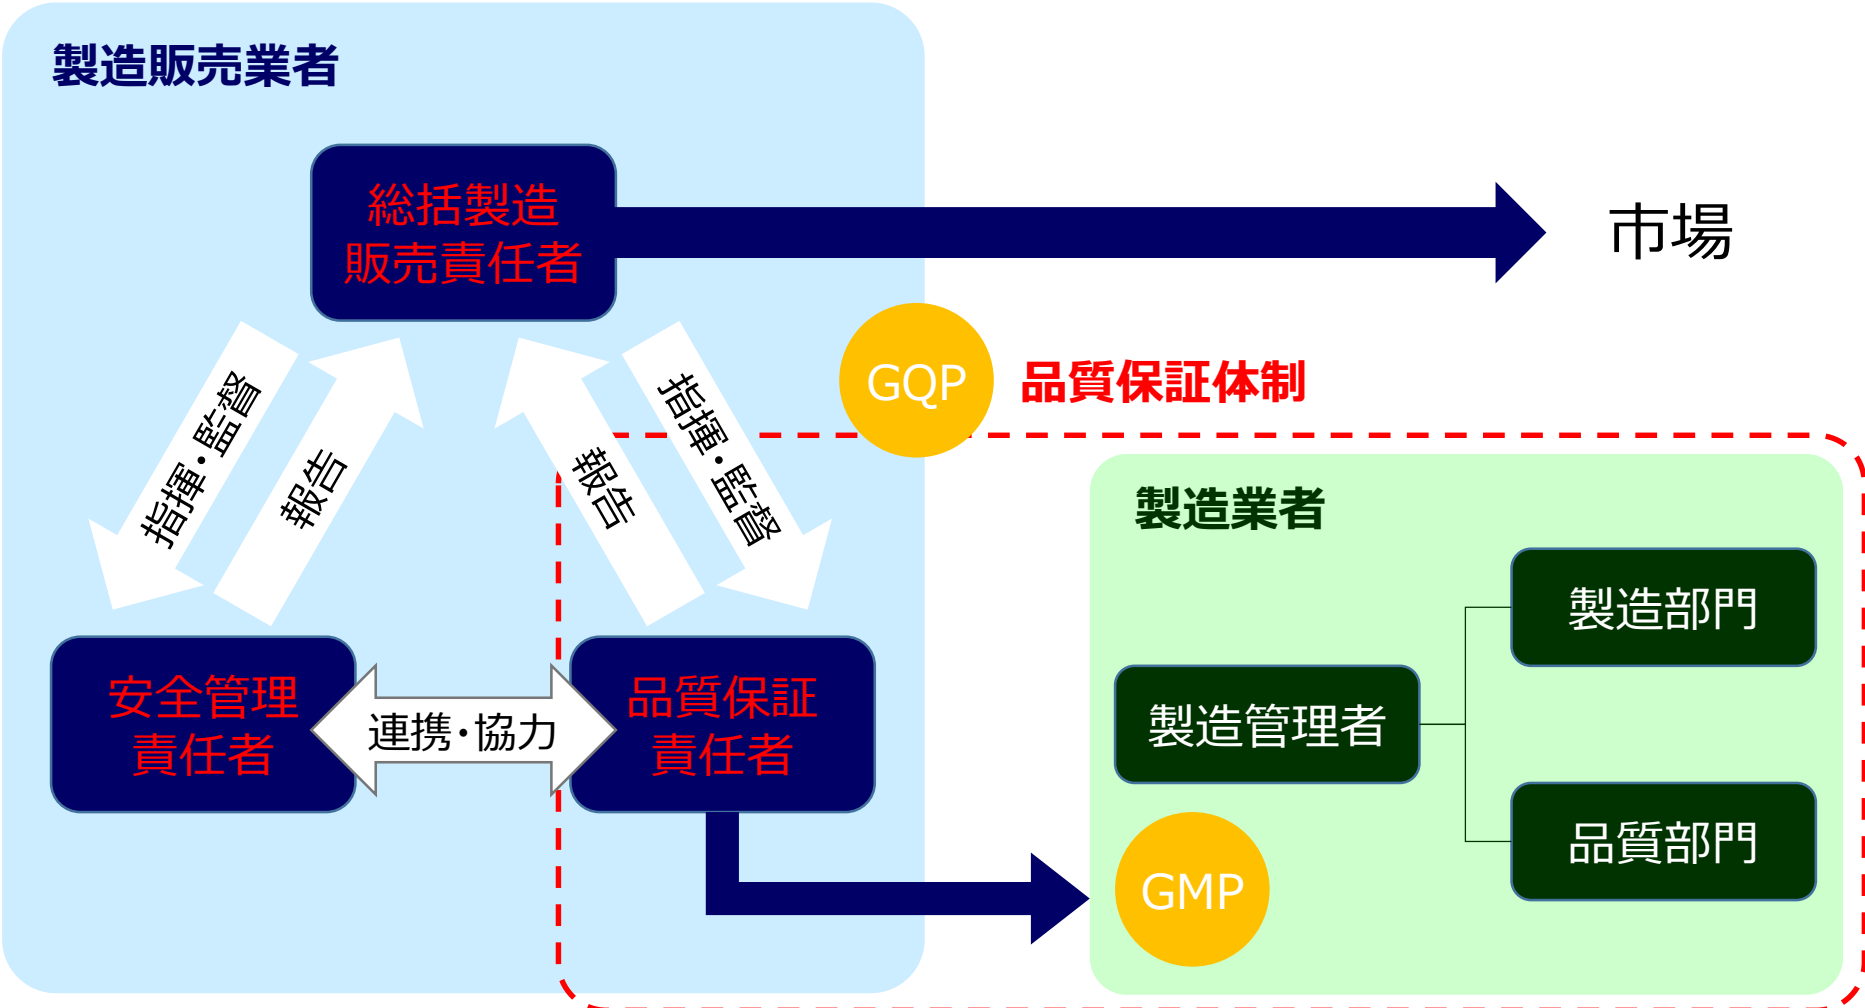 製造販売業者
総括製造
販売責任者
市場
GQP
品質保証体制
指揮・監督
報告
報告
指揮・監督
製造業者
製造部門
安全管理
責任者
連携・協力
品質保証
責任者
製造管理者
品質部門
GMP